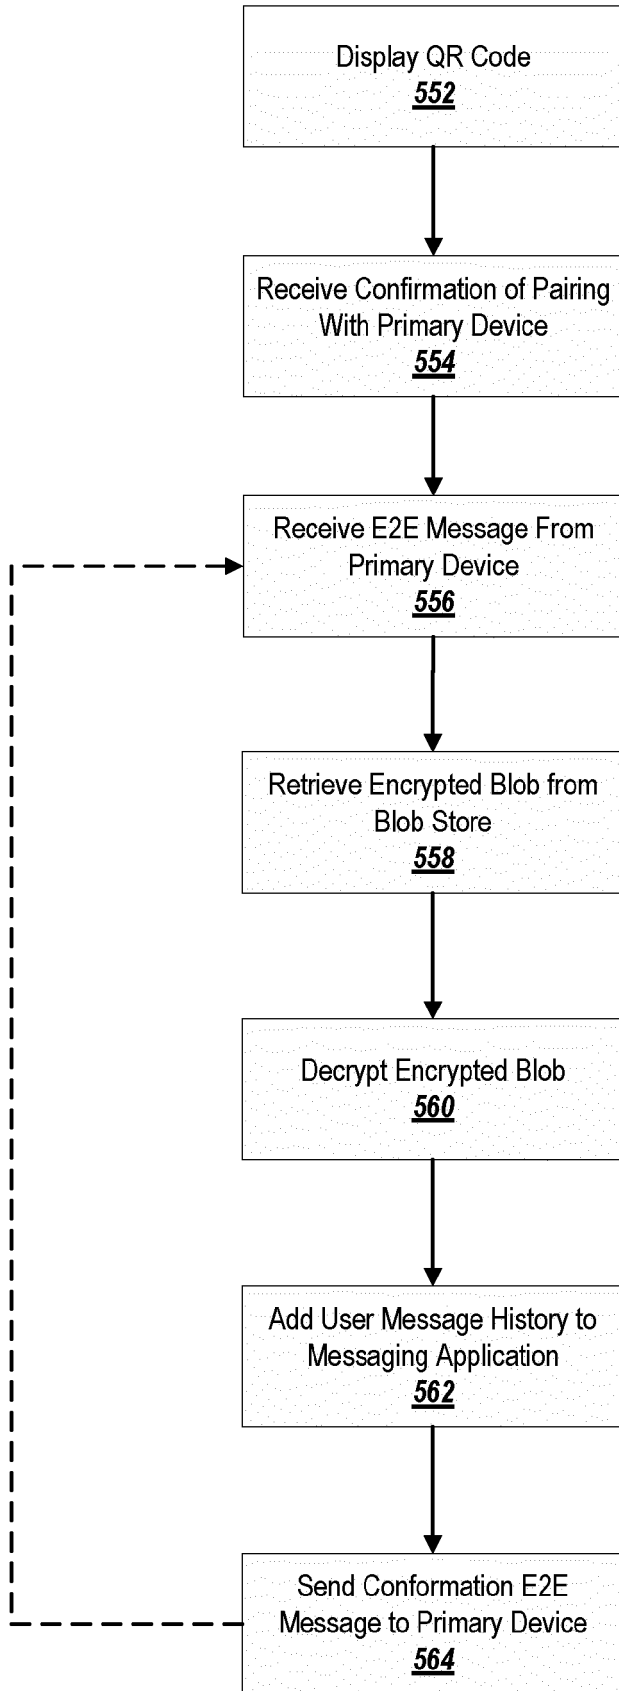 Display QR Code
552
Receive Confirmation of Pairing
With Primary Device
554
Receive E2E Message From
Primary Device
556
Retrieve Encrypted Blob from
Blob Store
558
Decrypt Encrypted Blob
560
Add User Message History to
Messaging Application
562
Send Conformation E2E
Message to Primary Device
564